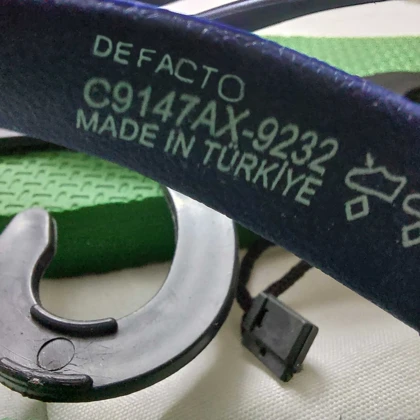 DEFACTO
C9147AX-9232
MADE IN TÜRKİYE